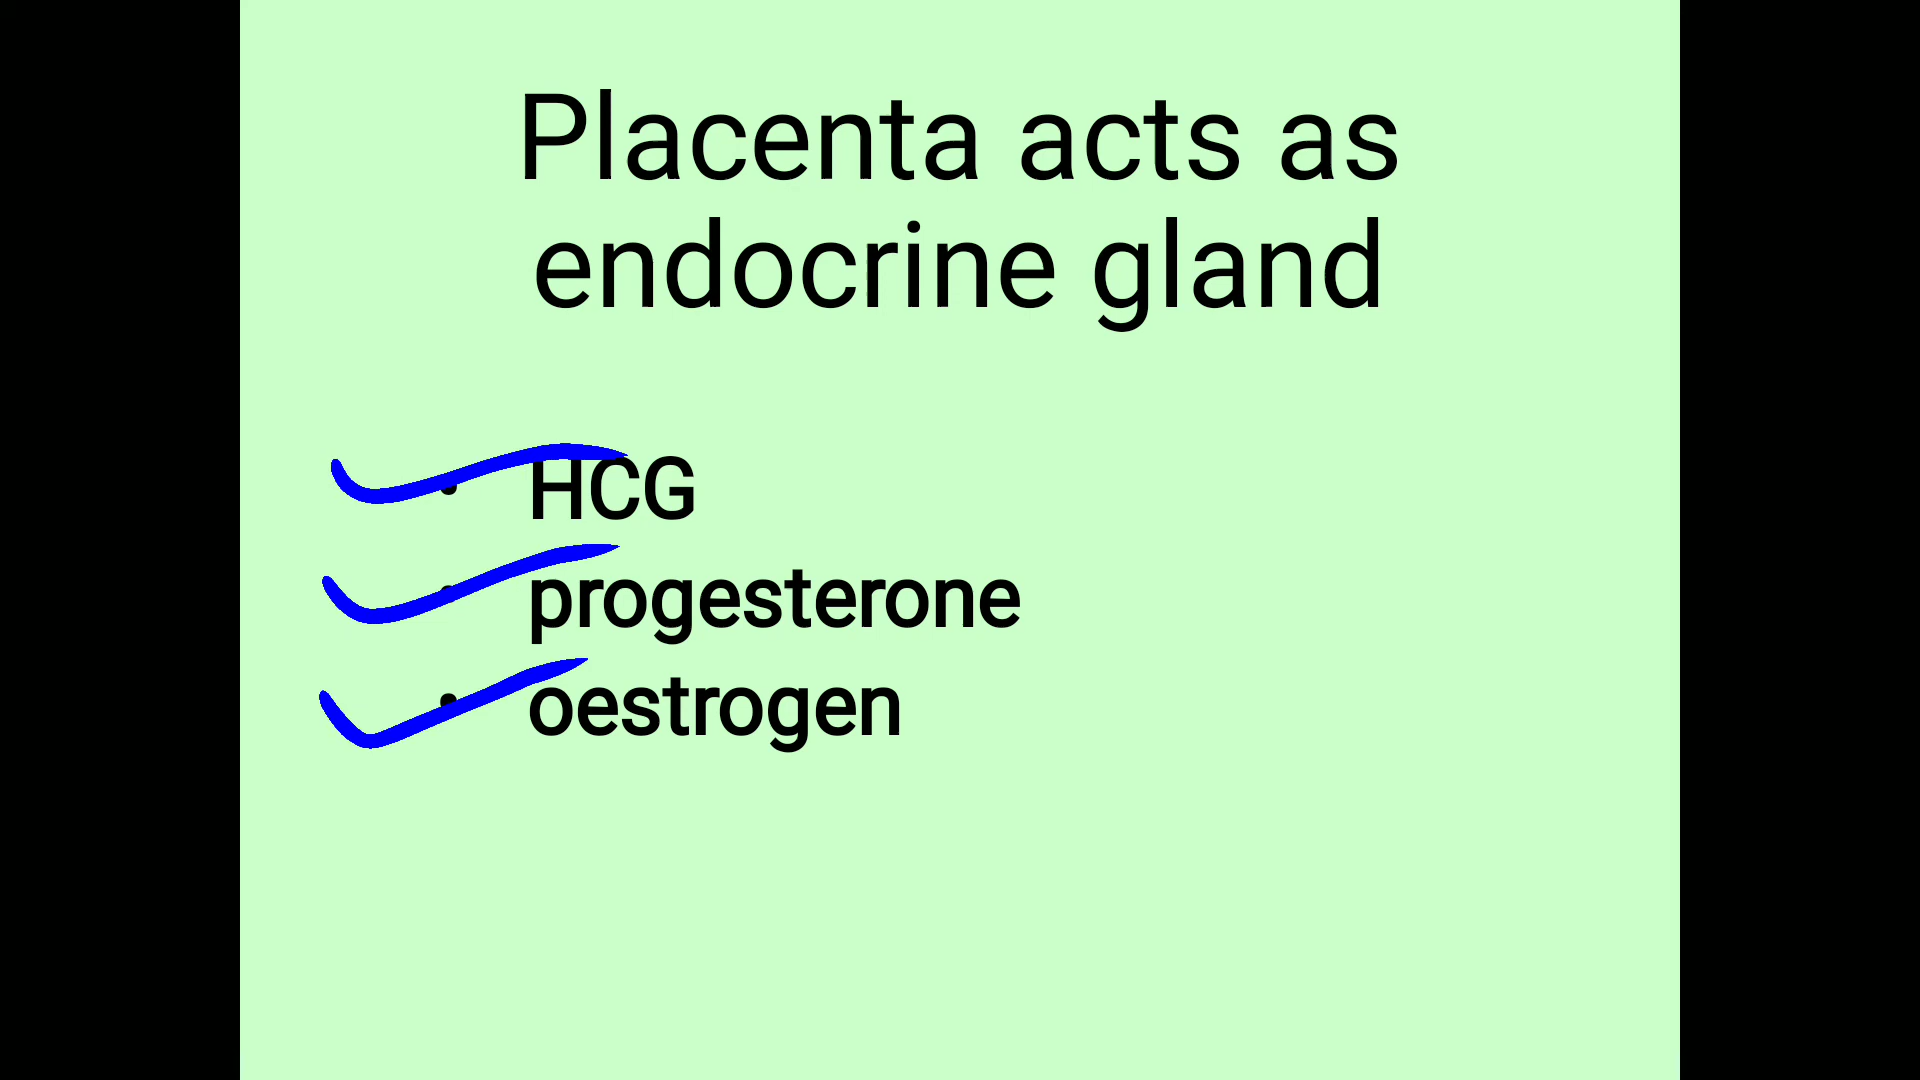 Placenta acts as
endocrine gland
• HCG
• progesterone
• oestrogen